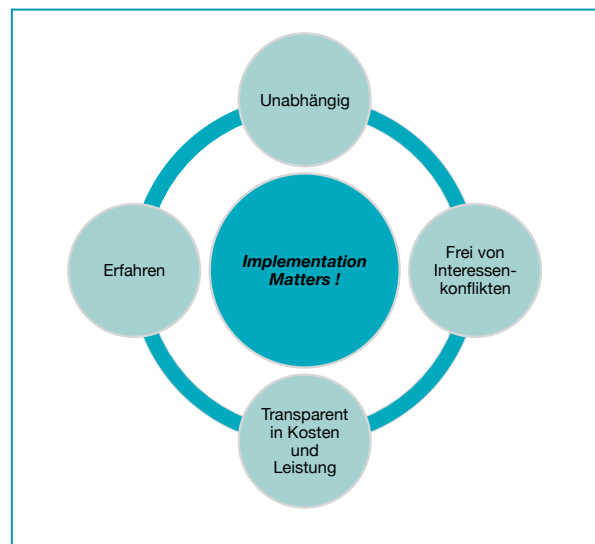 Unabhängig
Erfahren
Implementation
Matters !
Frei von
Interessen-
konflikten
Transparent
in Kosten
und
Leistung